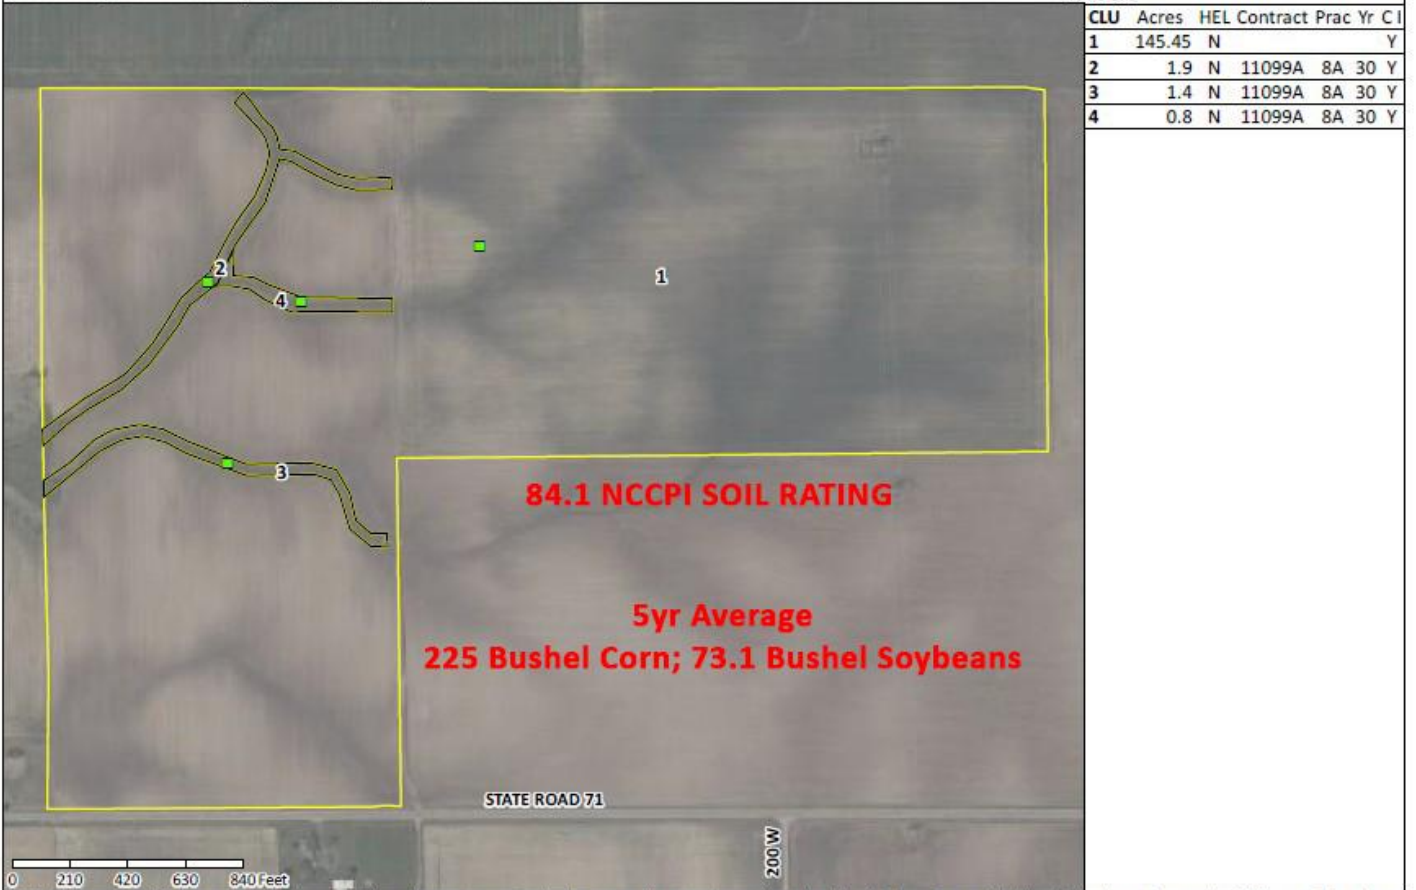 CLU Acres HEL Contract Prac Yr C I
1 145.45 N Y
2 1.9 N 11099A 8A 30 Y
3 1.4 N 11099A 8A 30 Y
4 0.8 N 11099A 8A 30 Y
2
1
4
3
84.1 NCCPI SOIL RATING
5yr Average
225 Bushel Corn; 73.1 Bushel Soybeans
STATE ROAD 71
200 W
0 210 420 630 840 Feet